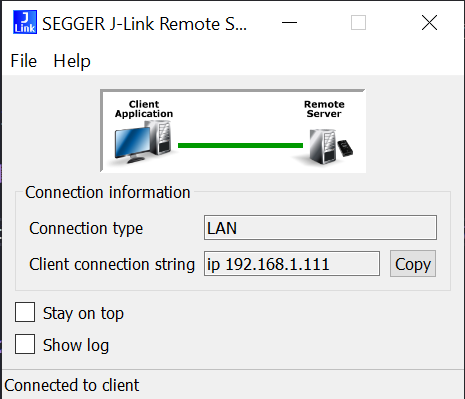 J Link SEGGER J-Link Remote S...
File Help
Client Application
Remote Server
Connection information
Connection type LAN
Client connection string ip 192.168.1.111 Copy
Stay on top
Show log
Connected to client